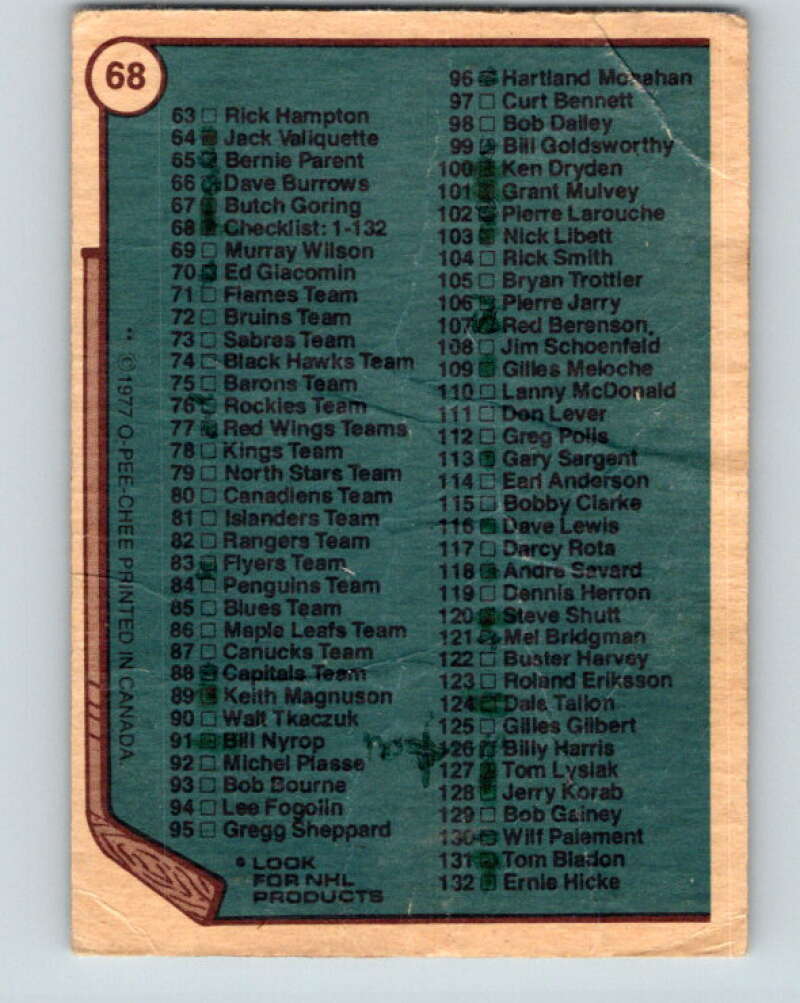 68
63 Rick Hampton
64 Jack Valiquette
65 Bernie Parent
66 Dave Burrows
67 Butch Goring
68 Checklist: 1-132
69 Murray Wilson
70 Ed Giacomin
71 Flames Team
72 Bruins Team
73 Sabres Team
74 Black Hawks Team
75 Barons Team
76 Rockies Team
77 Red Wings Teams
78 Kings Team
79 North Stars Team
80 Canadiens Team
81 Islanders Team
82 Rangers Team
83 Flyers Team
84 Penguins Team
85 Blues Team
86 Maple Leafs Team
87 Canucks Team
88 Capitals Team
89 Keith Magnuson
90 Walt Tkaczuk
91 Bill Nyrop
92 Michel Plasse
93 Bob Bourne
94 Lee Fogolin
95 Gregg Sheppard
* LOOK
FOR NHL
PRODUCTS
96 Hartland Monahan
97 Curt Bennett
98 Bob Dailey
99 Bill Goldsworthy
100 Ken Dryden
101 Grant Mulvey
102 Pierre Larouche
103 Nick Libett
104 Rick Smith
105 Bryan Trottier
106 Pierre Jarry
107 Red Berenson
108 Jim Schoenfeld
109 Gilles Meloche
110 Lanny McDonald
111 Don Lever
112 Greg Polis
113 Gary Sargent
114 Earl Anderson
115 Bobby Clarke
116 Dave Lewis
117 Darcy Rota
118 Andre Savard
119 Dennis Herron
120 Steve Shutt
121 Mel Bridgman
122 Buster Harvey
123 Roland Eriksson
124 Dale Tallon
125 Gilles Gilbert
126 Billy Harris
127 Tom Lysiak
128 Jerry Korab
129 Bob Gainey
130 Wilf Paiement
131 Tom Bladon
132 Ernie Hicke
** © 1977 O-PEE-CHEE PRINTED IN CANADA